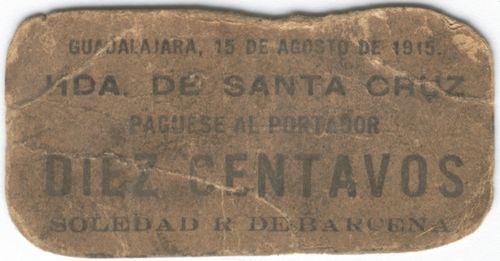 GUADALAJARA, 15 DE AGOSTO DE 1915.
HDA. DE SANTA CRUZ
PAGUESE AL PORTADOR
DIEZ CENTAVOS
SOLEDAD R. DE BARCENA